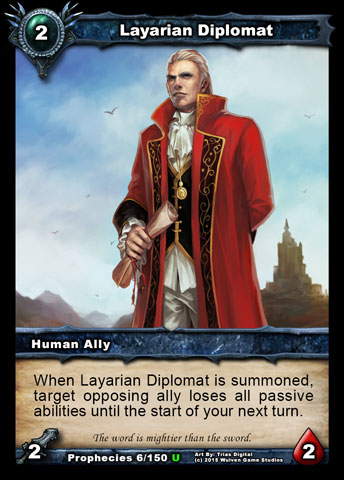 2 Layarian Diplomat
Human Ally
When Layarian Diplomat is summoned,
target opposing ally loses all passive
abilities until the start of your next turn.
The word is mightier than the sword.
2 Prophecies 6/150 U Art By: Trias Digital 2
(c) 2015 Wulven Game Studios